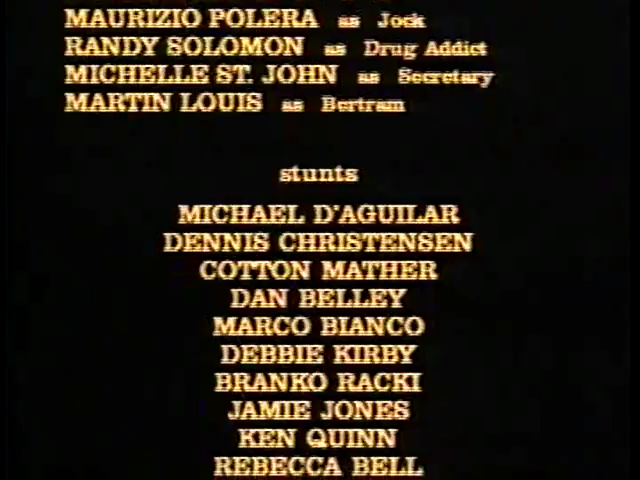 MAURIZIO POLERA as Jock
RANDY SOLOMON as Drug Addict
MICHELLE ST. JOHN as Secretary
MARTIN LOUIS as Bertram
stunts
MICHAEL D'AGUILAR
DENNIS CHRISTENSEN
COTTON MATHER
DAN BELLEY
MARCO BIANCO
DEBBIE KIRBY
BRANKO RACKI
JAMIE JONES
KEN QUINN
REBECCA BELL